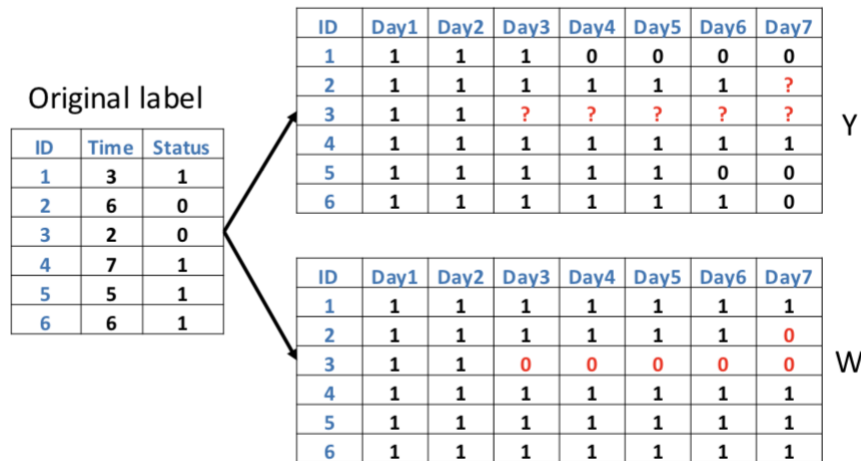 Original label
ID Time Status
1 3 1
2 6 0
3 2 0
4 7 1
5 5 1
6 6 1
ID Day1 Day2 Day3 Day4 Day5 Day6 Day7
1 1 1 1 0 0 0 0
2 1 1 1 1 1 1 ?
3 1 1 ? ? ? ? ?
4 1 1 1 1 1 1 1
5 1 1 1 1 1 0 0
6 1 1 1 1 1 1 0
Y
ID Day1 Day2 Day3 Day4 Day5 Day6 Day7
1 1 1 1 1 1 1 1
2 1 1 1 1 1 1 0
3 1 1 0 0 0 0 0
4 1 1 1 1 1 1 1
5 1 1 1 1 1 1 1
6 1 1 1 1 1 1 1
W